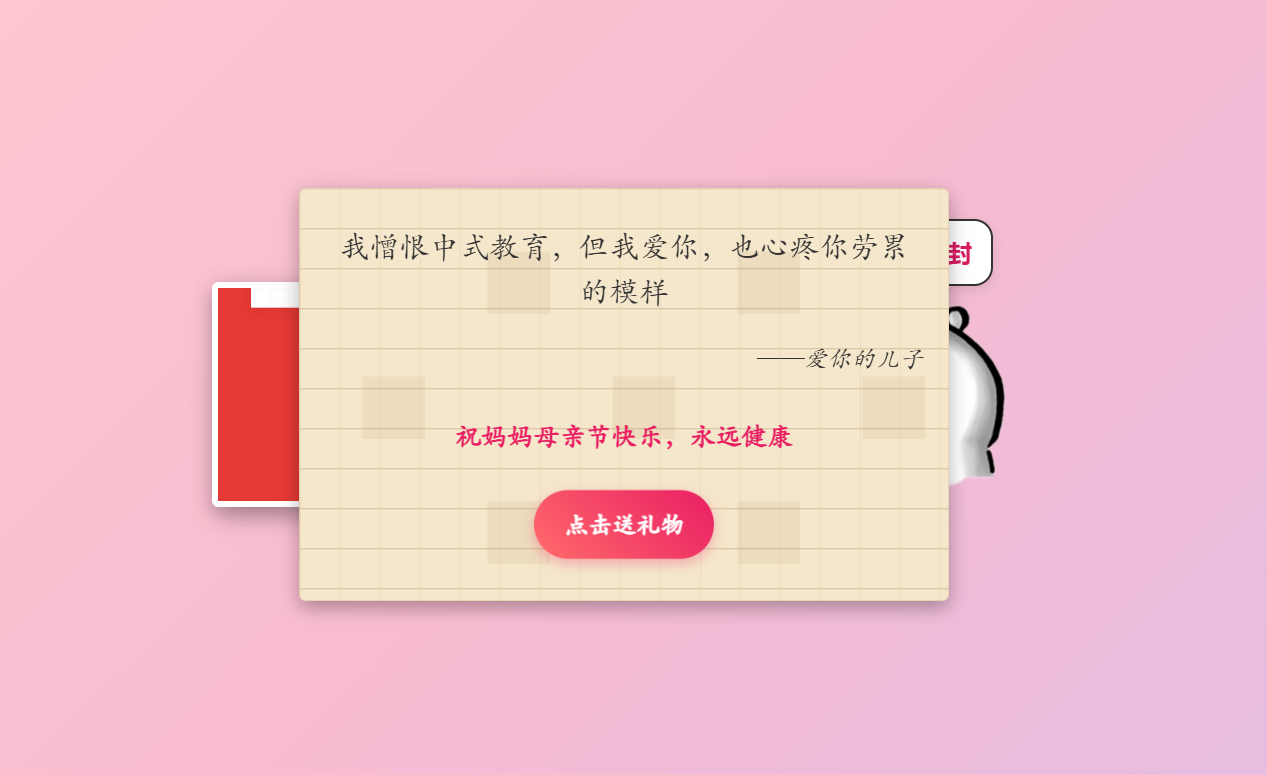 我憎恨中式教育，但我爱你，也心疼你劳累
的模样
——爱你的儿子
祝妈妈母亲节快乐，永远健康
点击送礼物
封